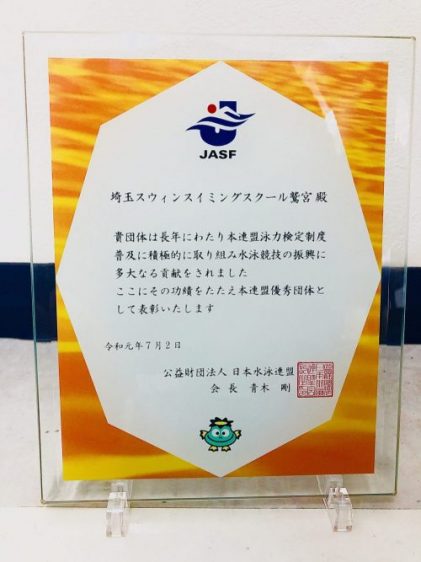 JASF
埼玉スウィンスイミングスクール鷲宮 殿
貴団体は長年にわたり本連盟泳力検定制度
普及に積極的に取り組み水泳競技の振興に
多大なる貢献をされました
ここにその功績をたたえ本連盟優秀団体と
して表彰いたします
令和元年7月2日
公益財団法人 日本水泳連盟
会長 青木 剛